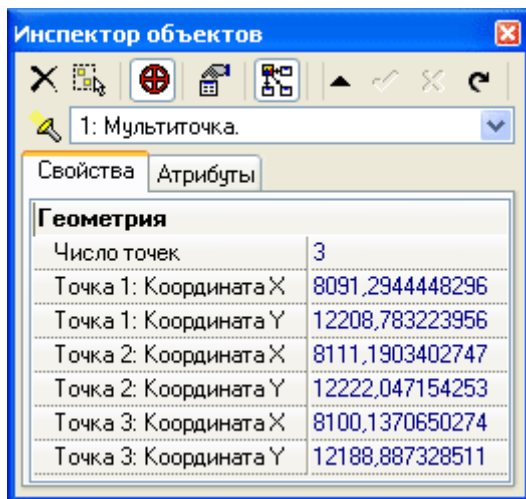 Инспектор объектов
1: Мультиточка.
Свойства Атрибуты
Геометрия
Число точек 3
Точка 1: Координата X 8091,2944448296
Точка 1: Координата Y 12208,783223956
Точка 2: Координата X 8111,1903402747
Точка 2: Координата Y 12222,047154253
Точка 3: Координата X 8100,1370650274
Точка 3: Координата Y 12188,887328511